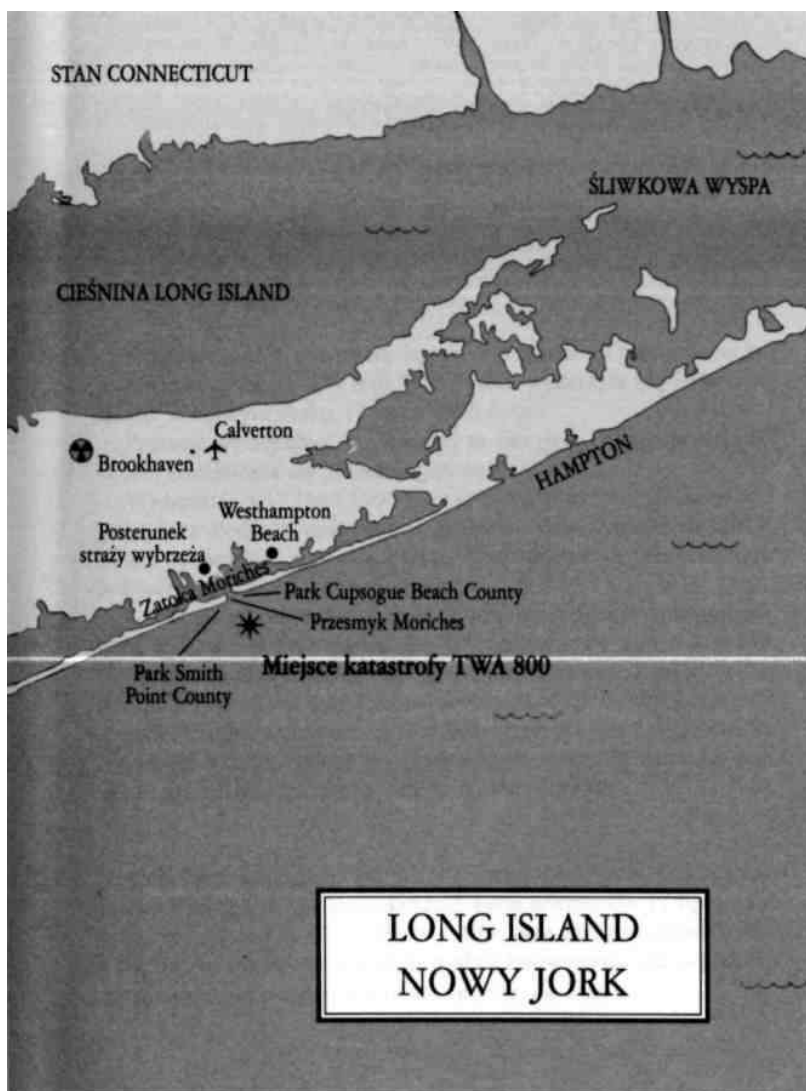 STAN CONNECTICUT
ŚLIWKOWA WYSPA
CIEŚNINA LONG ISLAND
Calverton
Brookhaven
HAMPTON
Westhampton
Beach
Posterunek
straży wybrzeża
Zatoka Moriches
Park Cupsogue Beach County
Przesmyk Moriches
Miejsce katastrofy TWA 800
Park Smith
Point County
LONG ISLAND
NOWY JORK